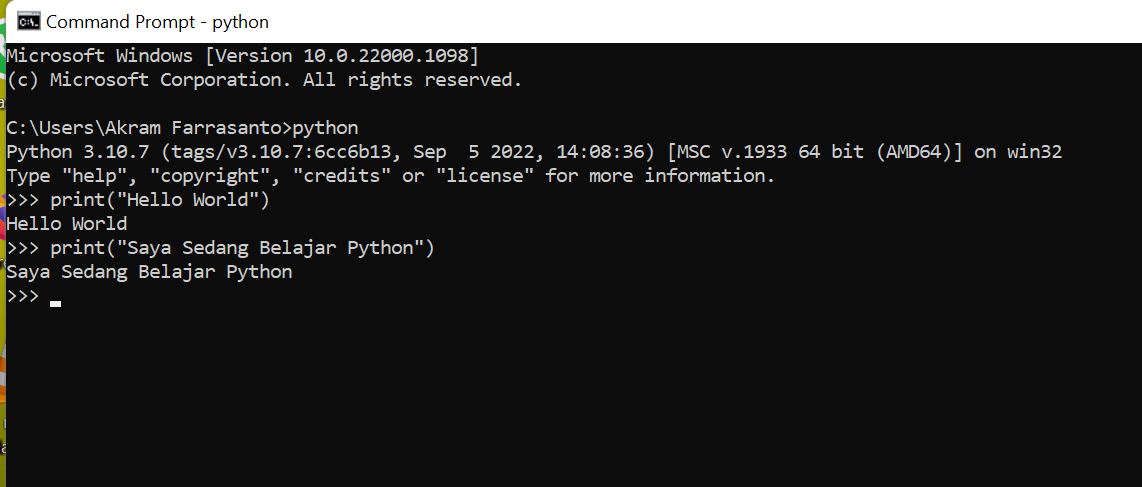 Command Prompt - python
Microsoft Windows [Version 10.0.22000.1098]
(c) Microsoft Corporation. All rights reserved.
C:\Users\Akram Farrasanto>python
Python 3.10.7 (tags/v3.10.7:6cc6b13, Sep  5 2022, 14:08:36) [MSC v.1933 64 bit (AMD64)] on win32
Type "help", "copyright", "credits" or "license" for more information.
>>> print("Hello World")
Hello World
>>> print("Saya Sedang Belajar Python")
Saya Sedang Belajar Python
>>>